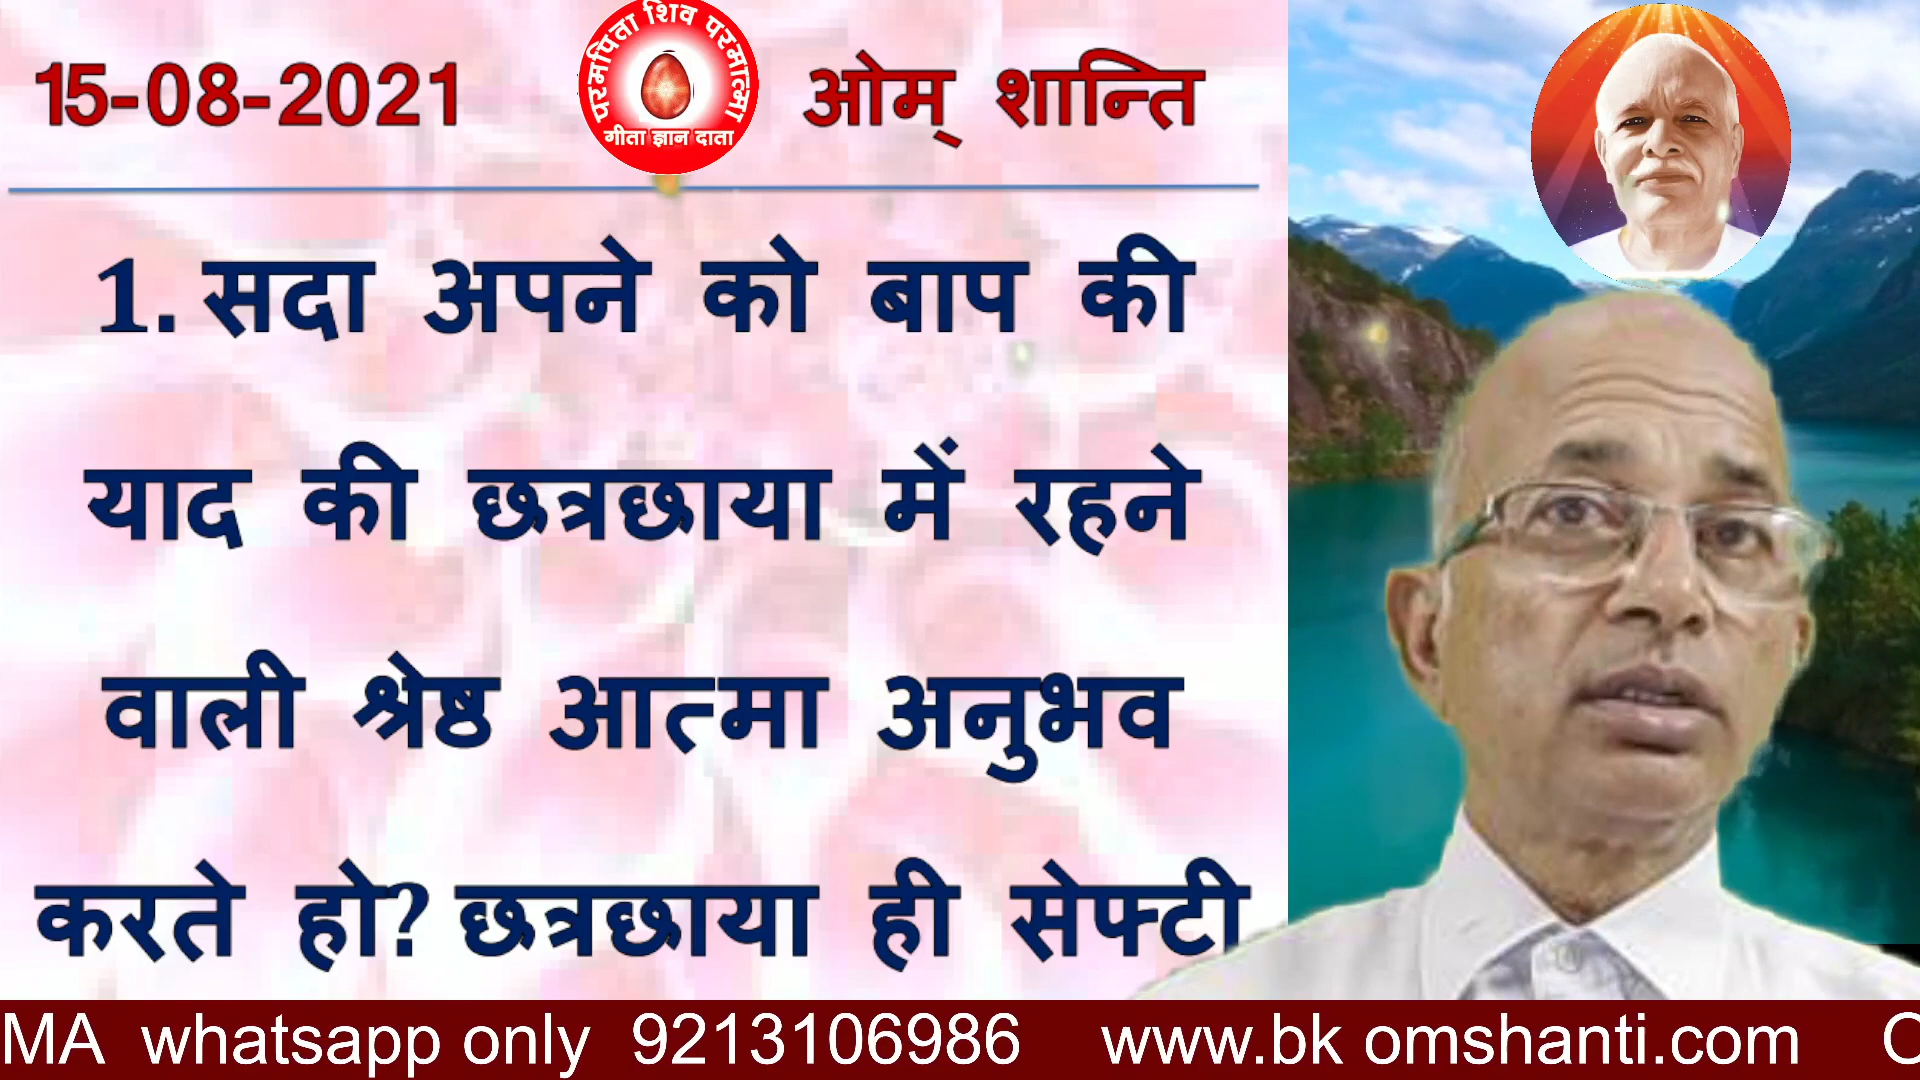 15-08-2021
परमपिता शिव परमात्मा
गीता ज्ञान दाता
ओम् शान्ति
1. सदा अपने को बाप की
याद की छत्रछाया में रहने
वाली श्रेष्ठ आत्मा अनुभव
करते हो? छत्रछाया ही सेफ्टी
MA whatsapp only 9213106986 www.bk omshanti.com